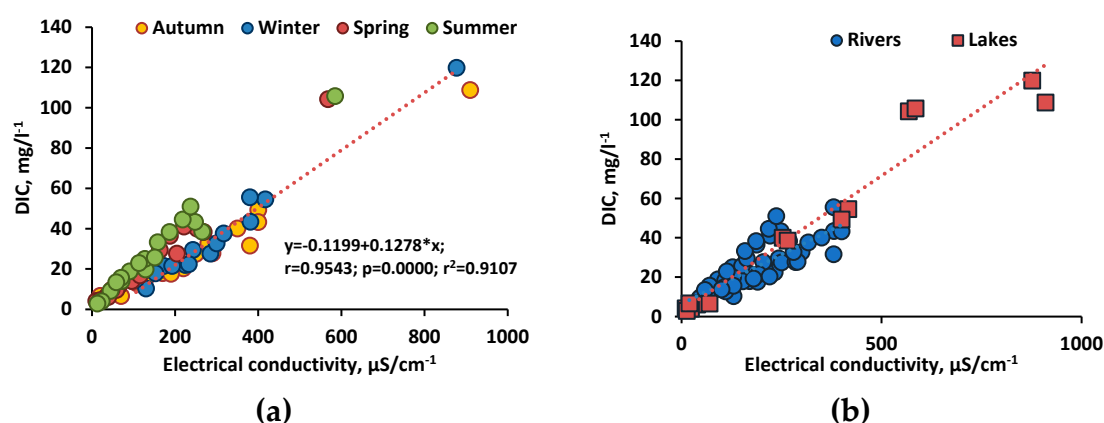 Autumn Winter Spring Summer
140
120
100
80
60
40
20
0
DIC, mg/l-1
y=-0.1199+0.1278*x;
r=0.9543; p=0.0000; r2=0.9107
0 200 400 600 800 1000
Electrical conductivity, µS/cm-1
(a)
Rivers Lakes
140
120
100
80
60
40
20
0
DIC, mg/l-1
0 500 1000
Electrical conductivity, µS/cm-1
(b)